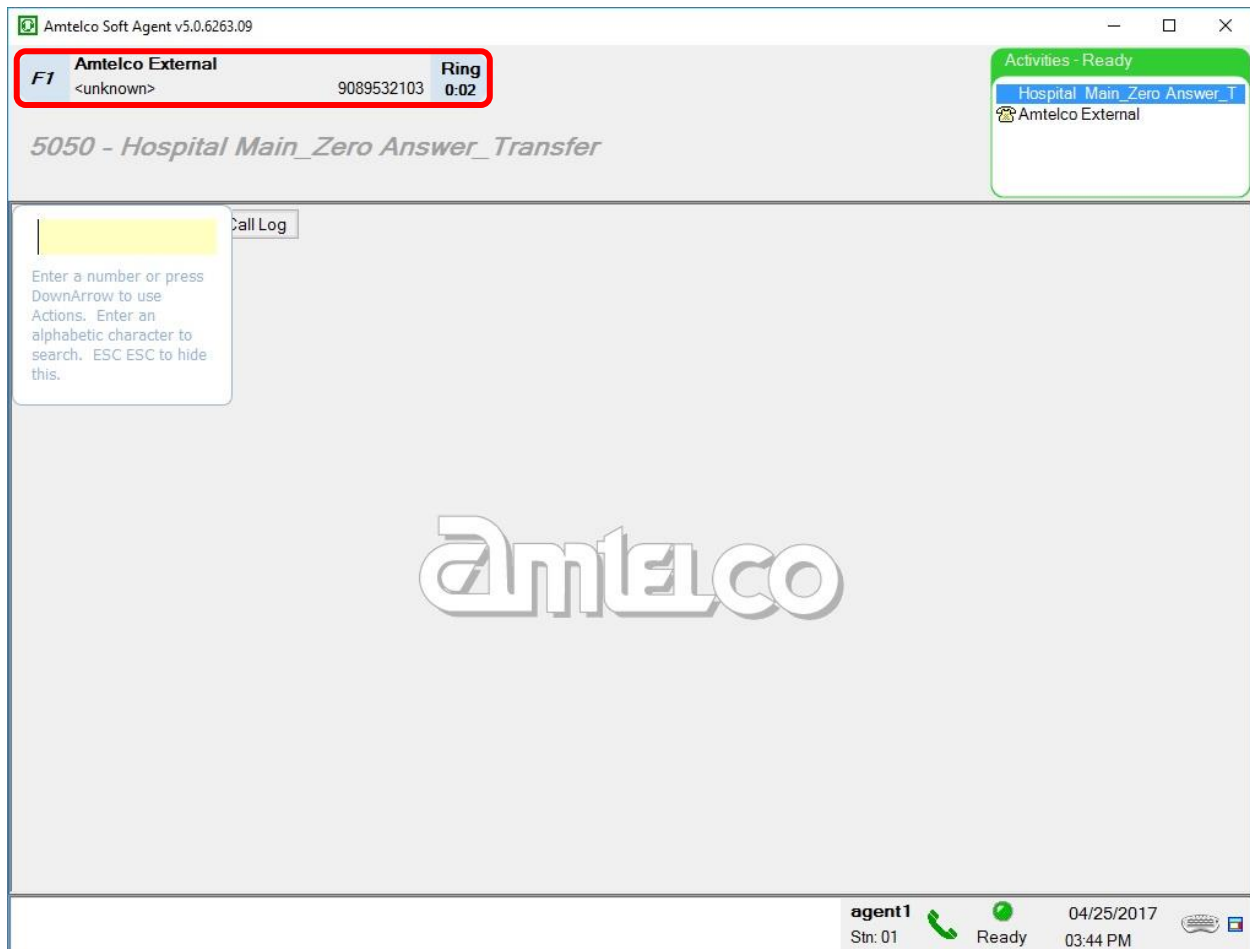 Amtelco Soft Agent v5.0.6263.09
F1
Amtelco External
<unknown>
9089532103
Ring
0:02
Activities - Ready
Hospital Main_Zero Answer_T
Amtelco External
5050 - Hospital Main_Zero Answer_Transfer
Call Log
Enter a number or press
DownArrow to use
Actions. Enter an
alphabetic character to
search. ESC ESC to hide
this.
amtelco
agent1
Stn: 01
Ready
04/25/2017
03:44 PM